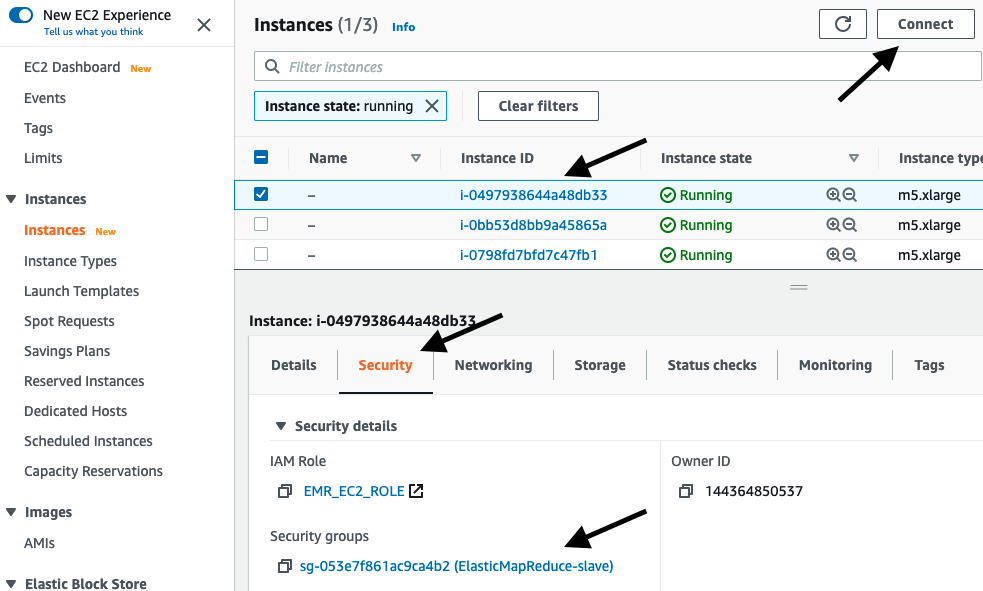 New EC2 Experience
Tell us what you think
EC2 Dashboard New
Events
Tags
Limits
Instances
Instances New
Instance Types
Launch Templates
Spot Requests
Savings Plans
Reserved Instances
Dedicated Hosts
Scheduled Instances
Capacity Reservations
Images
AMIs
Elastic Block Store
Instances (1/3) Info
Connect
Filter instances
Instance state: running
Clear filters
Name Instance ID Instance state Instance type
– i-0497938644a48db33 Running m5.xlarge
– i-0bb53d8bb9a45865a Running m5.xlarge
– i-0798fd7bfd7c47fb1 Running m5.xlarge
Instance: i-0497938644a48db33
Details Security Networking Storage Status checks Monitoring Tags
Security details
IAM Role Owner ID
EMR_EC2_ROLE 144364850537
Security groups
sg-053e7f861ac9ca4b2 (ElasticMapReduce-slave)